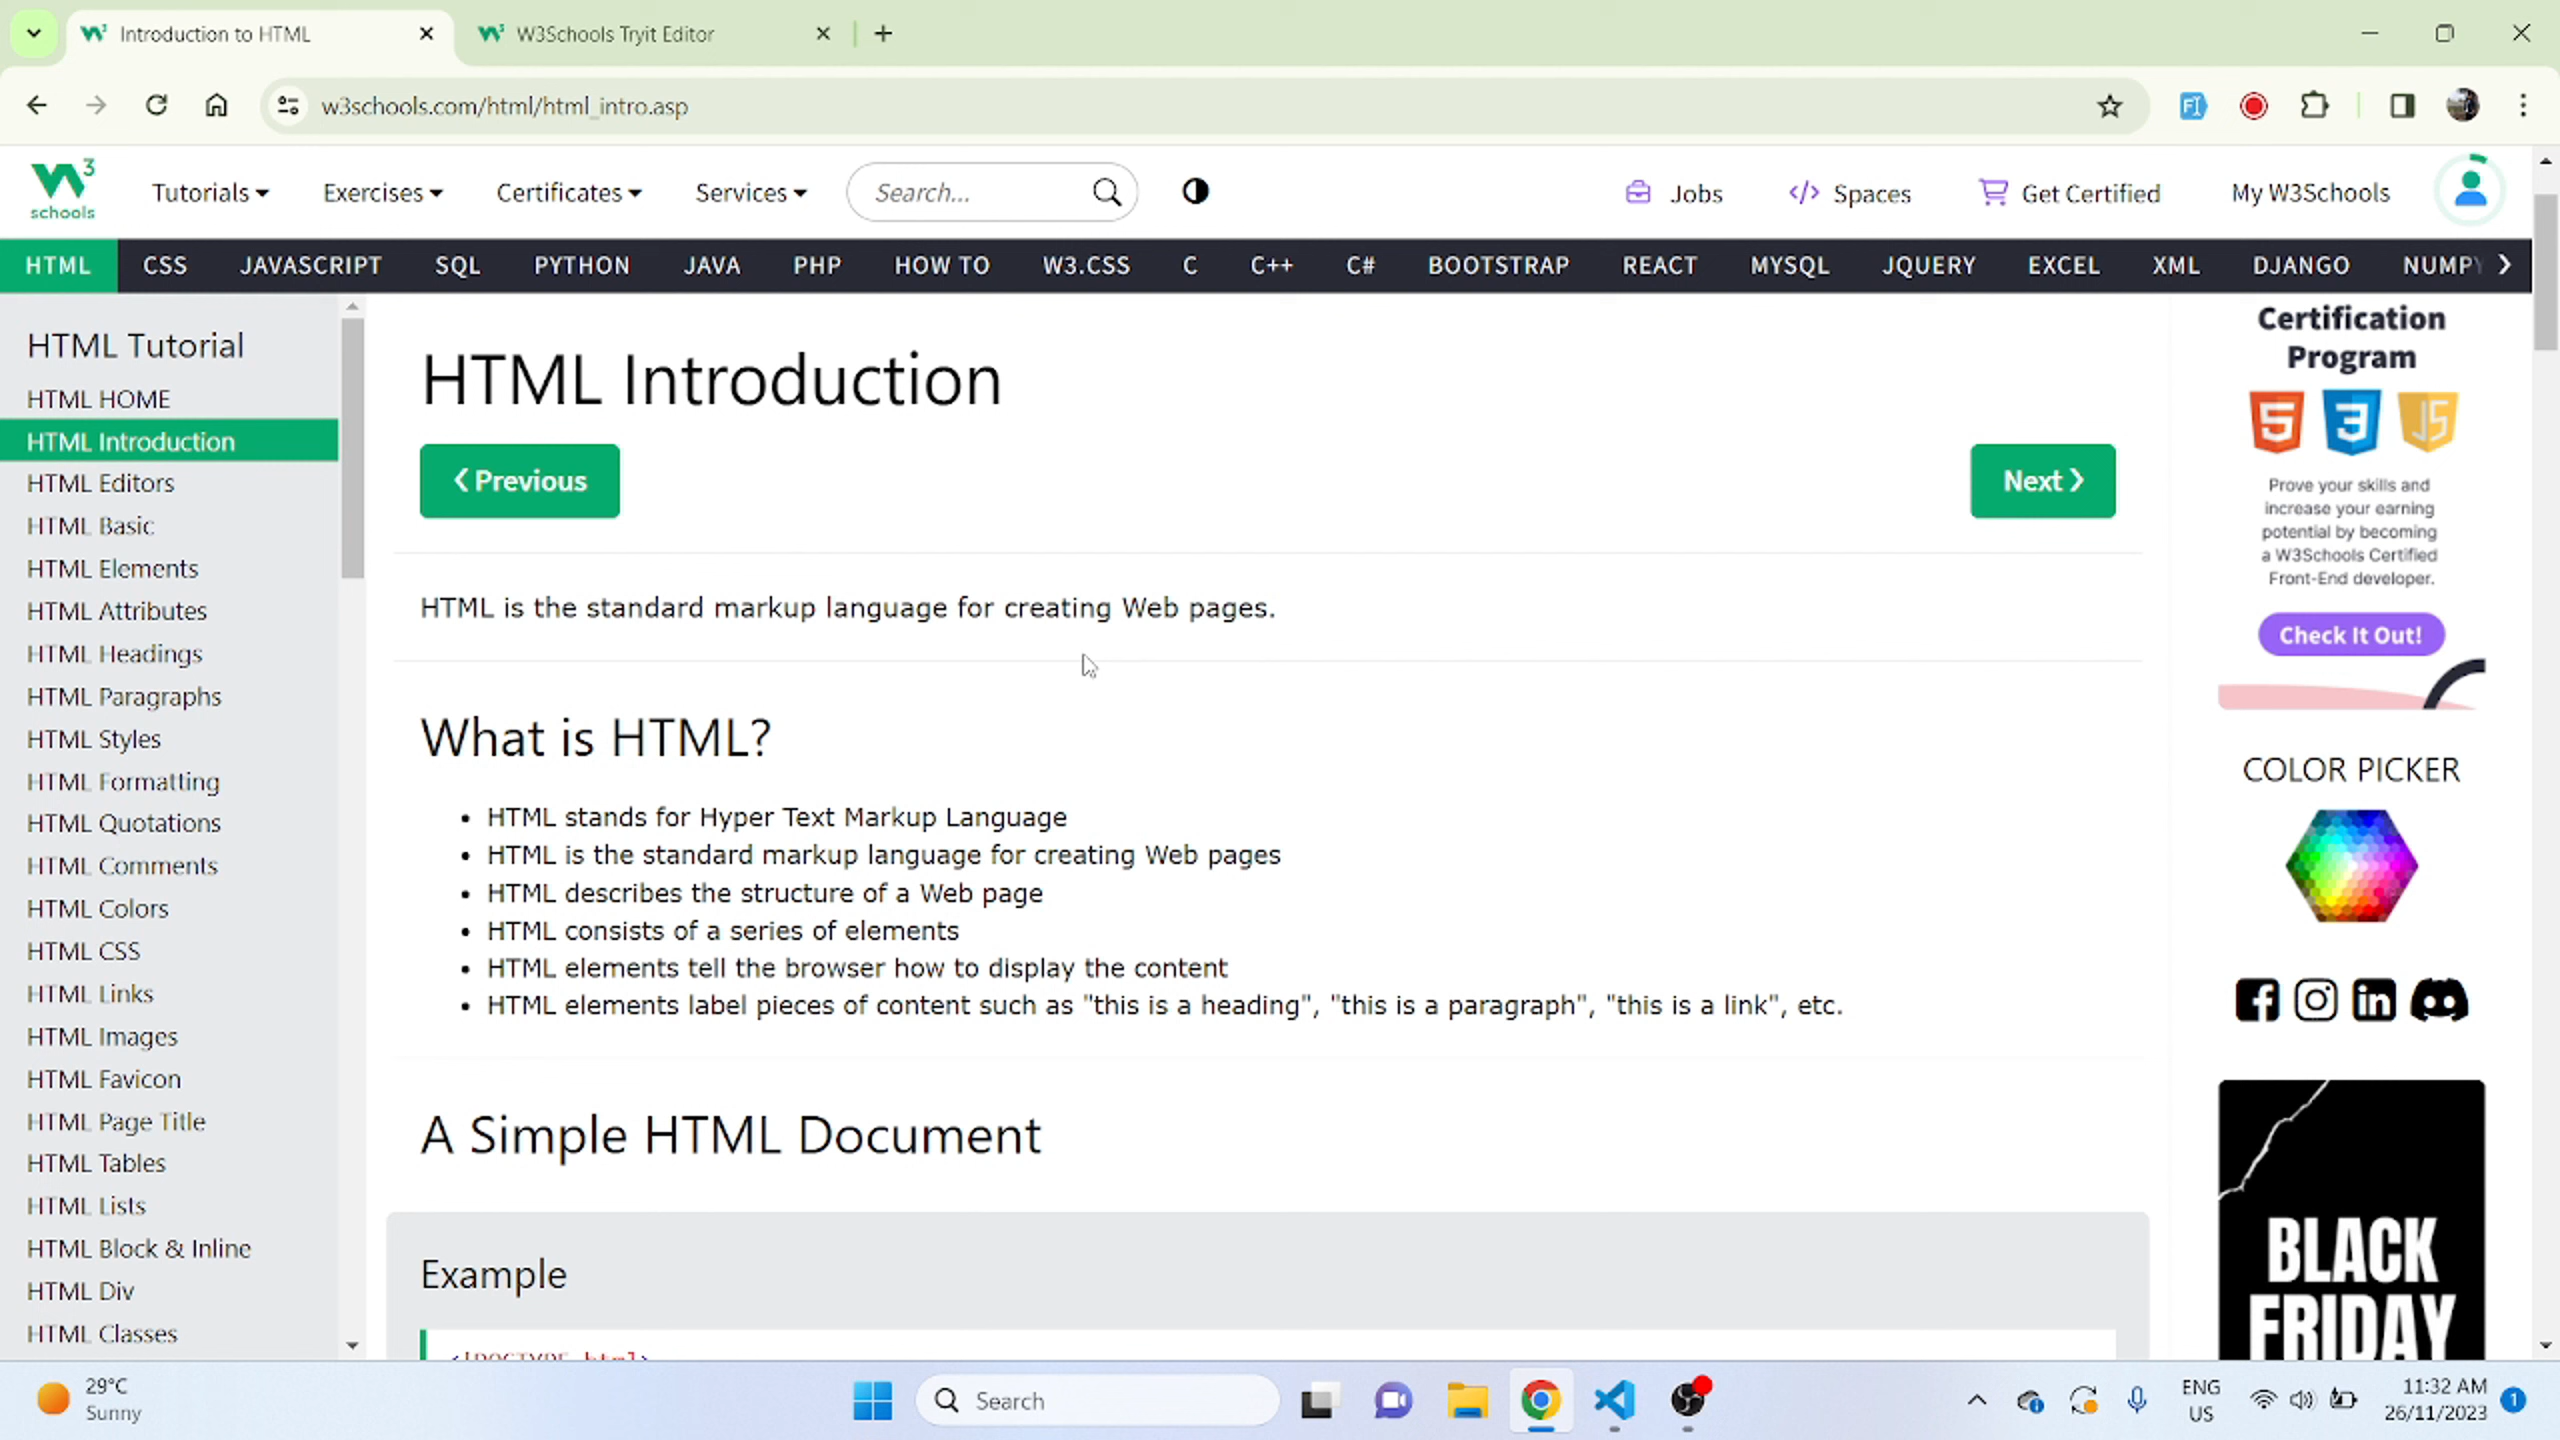 Introduction to HTML
W3Schools Tryit Editor
w3schools.com/html/html_intro.asp
W3 schools
Tutorials
Exercises
Certificates
Services
Search...
Jobs
Spaces
Get Certified
My W3Schools
HTML CSS JAVASCRIPT SQL PYTHON JAVA PHP HOW TO W3.CSS C C++ C# BOOTSTRAP REACT MYSQL JQUERY EXCEL XML DJANGO NUMPY
HTML Tutorial
HTML HOME
HTML Introduction
HTML Editors
HTML Basic
HTML Elements
HTML Attributes
HTML Headings
HTML Paragraphs
HTML Styles
HTML Formatting
HTML Quotations
HTML Comments
HTML Colors
HTML CSS
HTML Links
HTML Images
HTML Favicon
HTML Page Title
HTML Tables
HTML Lists
HTML Block & Inline
HTML Div
HTML Classes
HTML Introduction
❮ Previous
Next ❯
HTML is the standard markup language for creating Web pages.
What is HTML?
• HTML stands for Hyper Text Markup Language
• HTML is the standard markup language for creating Web pages
• HTML describes the structure of a Web page
• HTML consists of a series of elements
• HTML elements tell the browser how to display the content
• HTML elements label pieces of content such as "this is a heading", "this is a paragraph", "this is a link", etc.
A Simple HTML Document
Example
<!DOCTYPE html>
Certification
Program
5 3 JS
Prove your skills and
increase your earning
potential by becoming
a W3Schools Certified
Front-End developer.
Check It Out!
COLOR PICKER
BLACK
FRIDAY
29°C
Sunny
Search
ENG
US
11:32 AM
26/11/2023
1